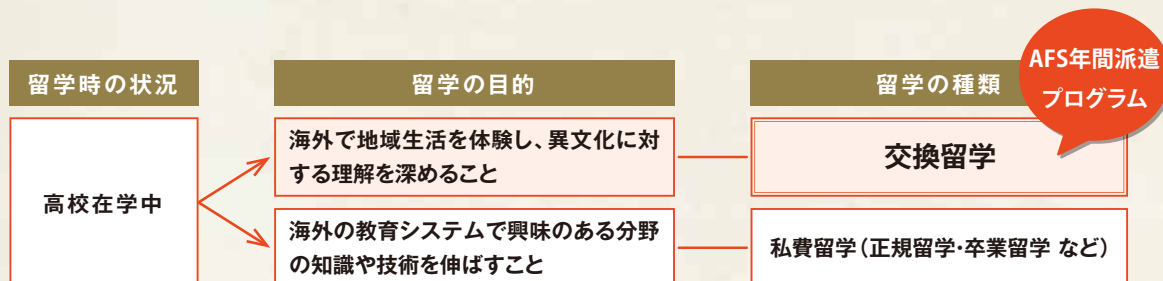 留学時の状況
留学の目的
留学の種類
AFS年間派遣
プログラム
高校在学中
海外で地域生活を体験し、異文化に対
する理解を深めること
交換留学
海外の教育システムで興味のある分野
の知識や技術を伸ばすこと
私費留学(正規留学・卒業留学 など)